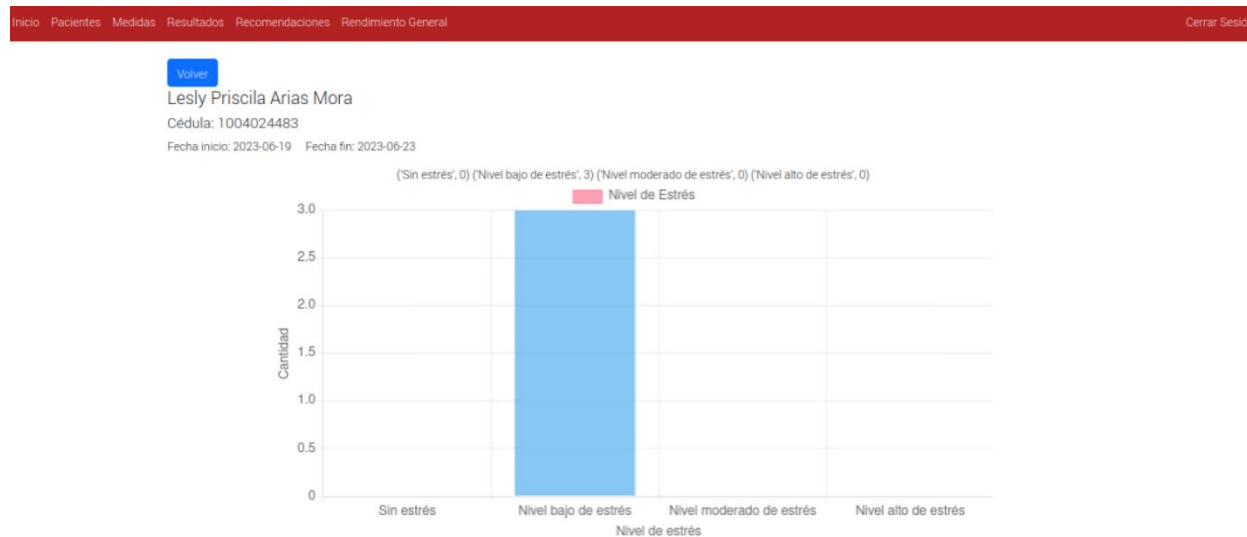 Inicio Pacientes Medidas Resultados Recomendaciones Rendimiento General Cerrar Sesió
Volver
Lesly Priscila Arias Mora
Cédula: 1004024483
Fecha inicio: 2023-06-19 Fecha fin: 2023-06-23
('Sin estrés', 0) ('Nivel bajo de estrés', 3) ('Nivel moderado de estrés', 0) ('Nivel alto de estrés', 0)
Nivel de Estrés
3.0
2.5
2.0
1.5
1.0
0.5
0
Cantidad
Sin estrés Nivel bajo de estrés Nivel moderado de estrés Nivel alto de estrés
Nivel de estrés